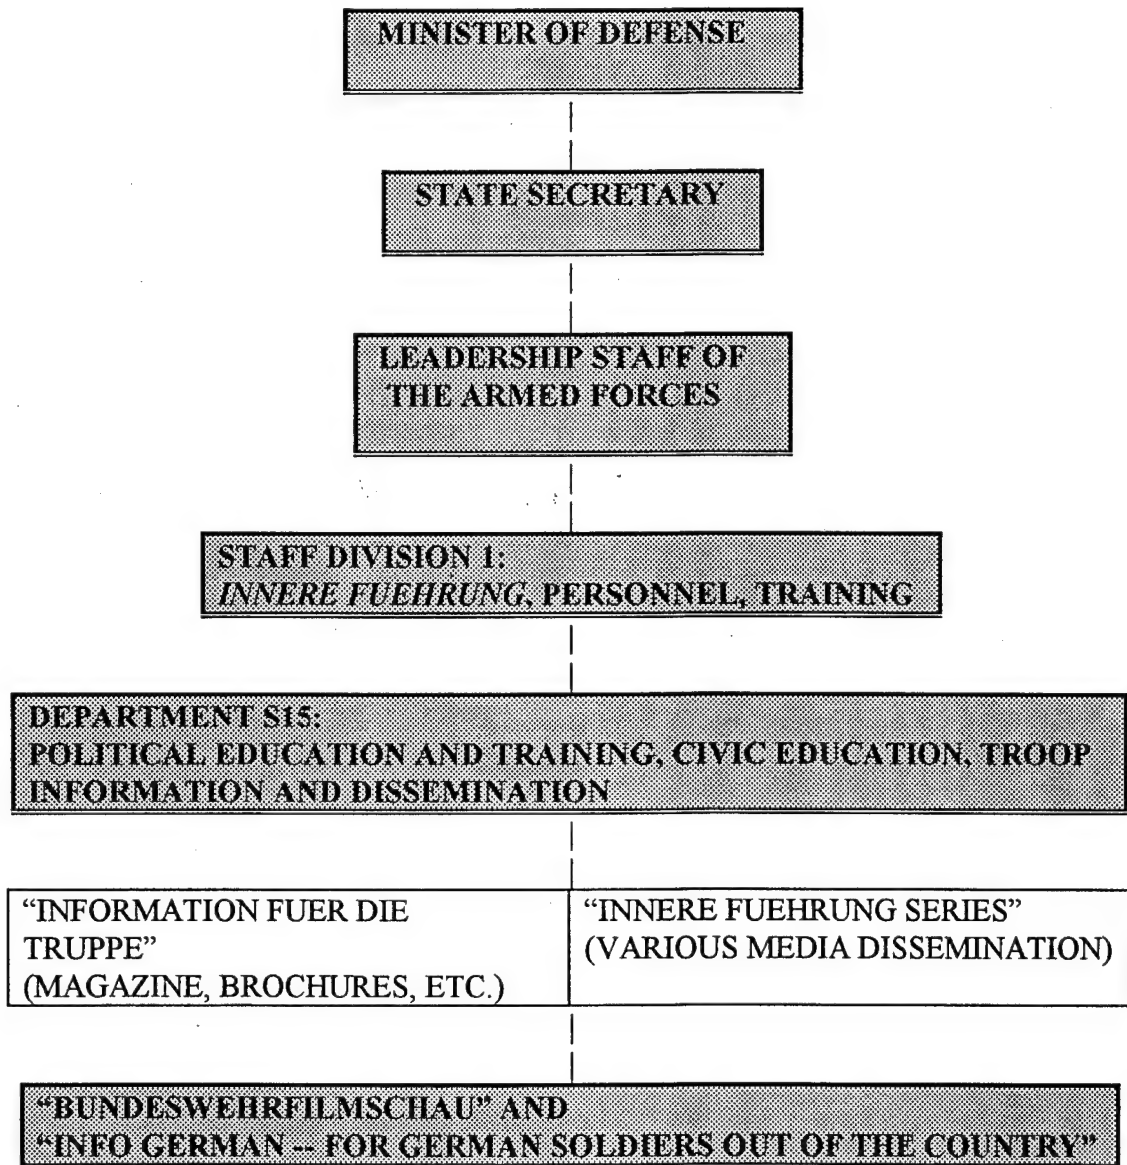 MINISTER OF DEFENSE
STATE SECRETARY
LEADERSHIP STAFF OF
THE ARMED FORCES
STAFF DIVISION 1:
INNERE FUEHRUNG, PERSONNEL, TRAINING
DEPARTMENT S15:
POLITICAL EDUCATION AND TRAINING, CIVIC EDUCATION, TROOP
INFORMATION AND DISSEMINATION
“INFORMATION FUER DIE
TRUPPE”
(MAGAZINE, BROCHURES, ETC.)
“INNERE FUEHRUNG SERIES”
(VARIOUS MEDIA DISSEMINATION)
“BUNDESWEHRFILMSCHAU” AND
“INFO GERMAN -- FOR GERMAN SOLDIERS OUT OF THE COUNTRY”